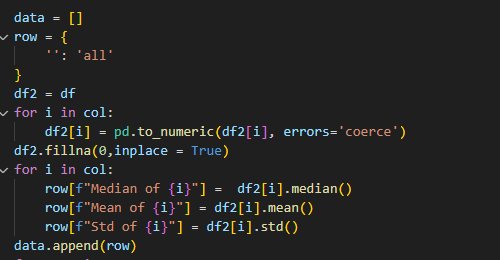 data = []
row = {
    '': 'all'
}
df2 = df
for i in col:
    df2[i] = pd.to_numeric(df2[i], errors='coerce')
df2.fillna(0,inplace = True)
for i in col:
    row[f"Median of {i}"] =  df2[i].median()
    row[f"Mean of {i}"] = df2[i].mean()
    row[f"Std of {i}"] = df2[i].std()
data.append(row)